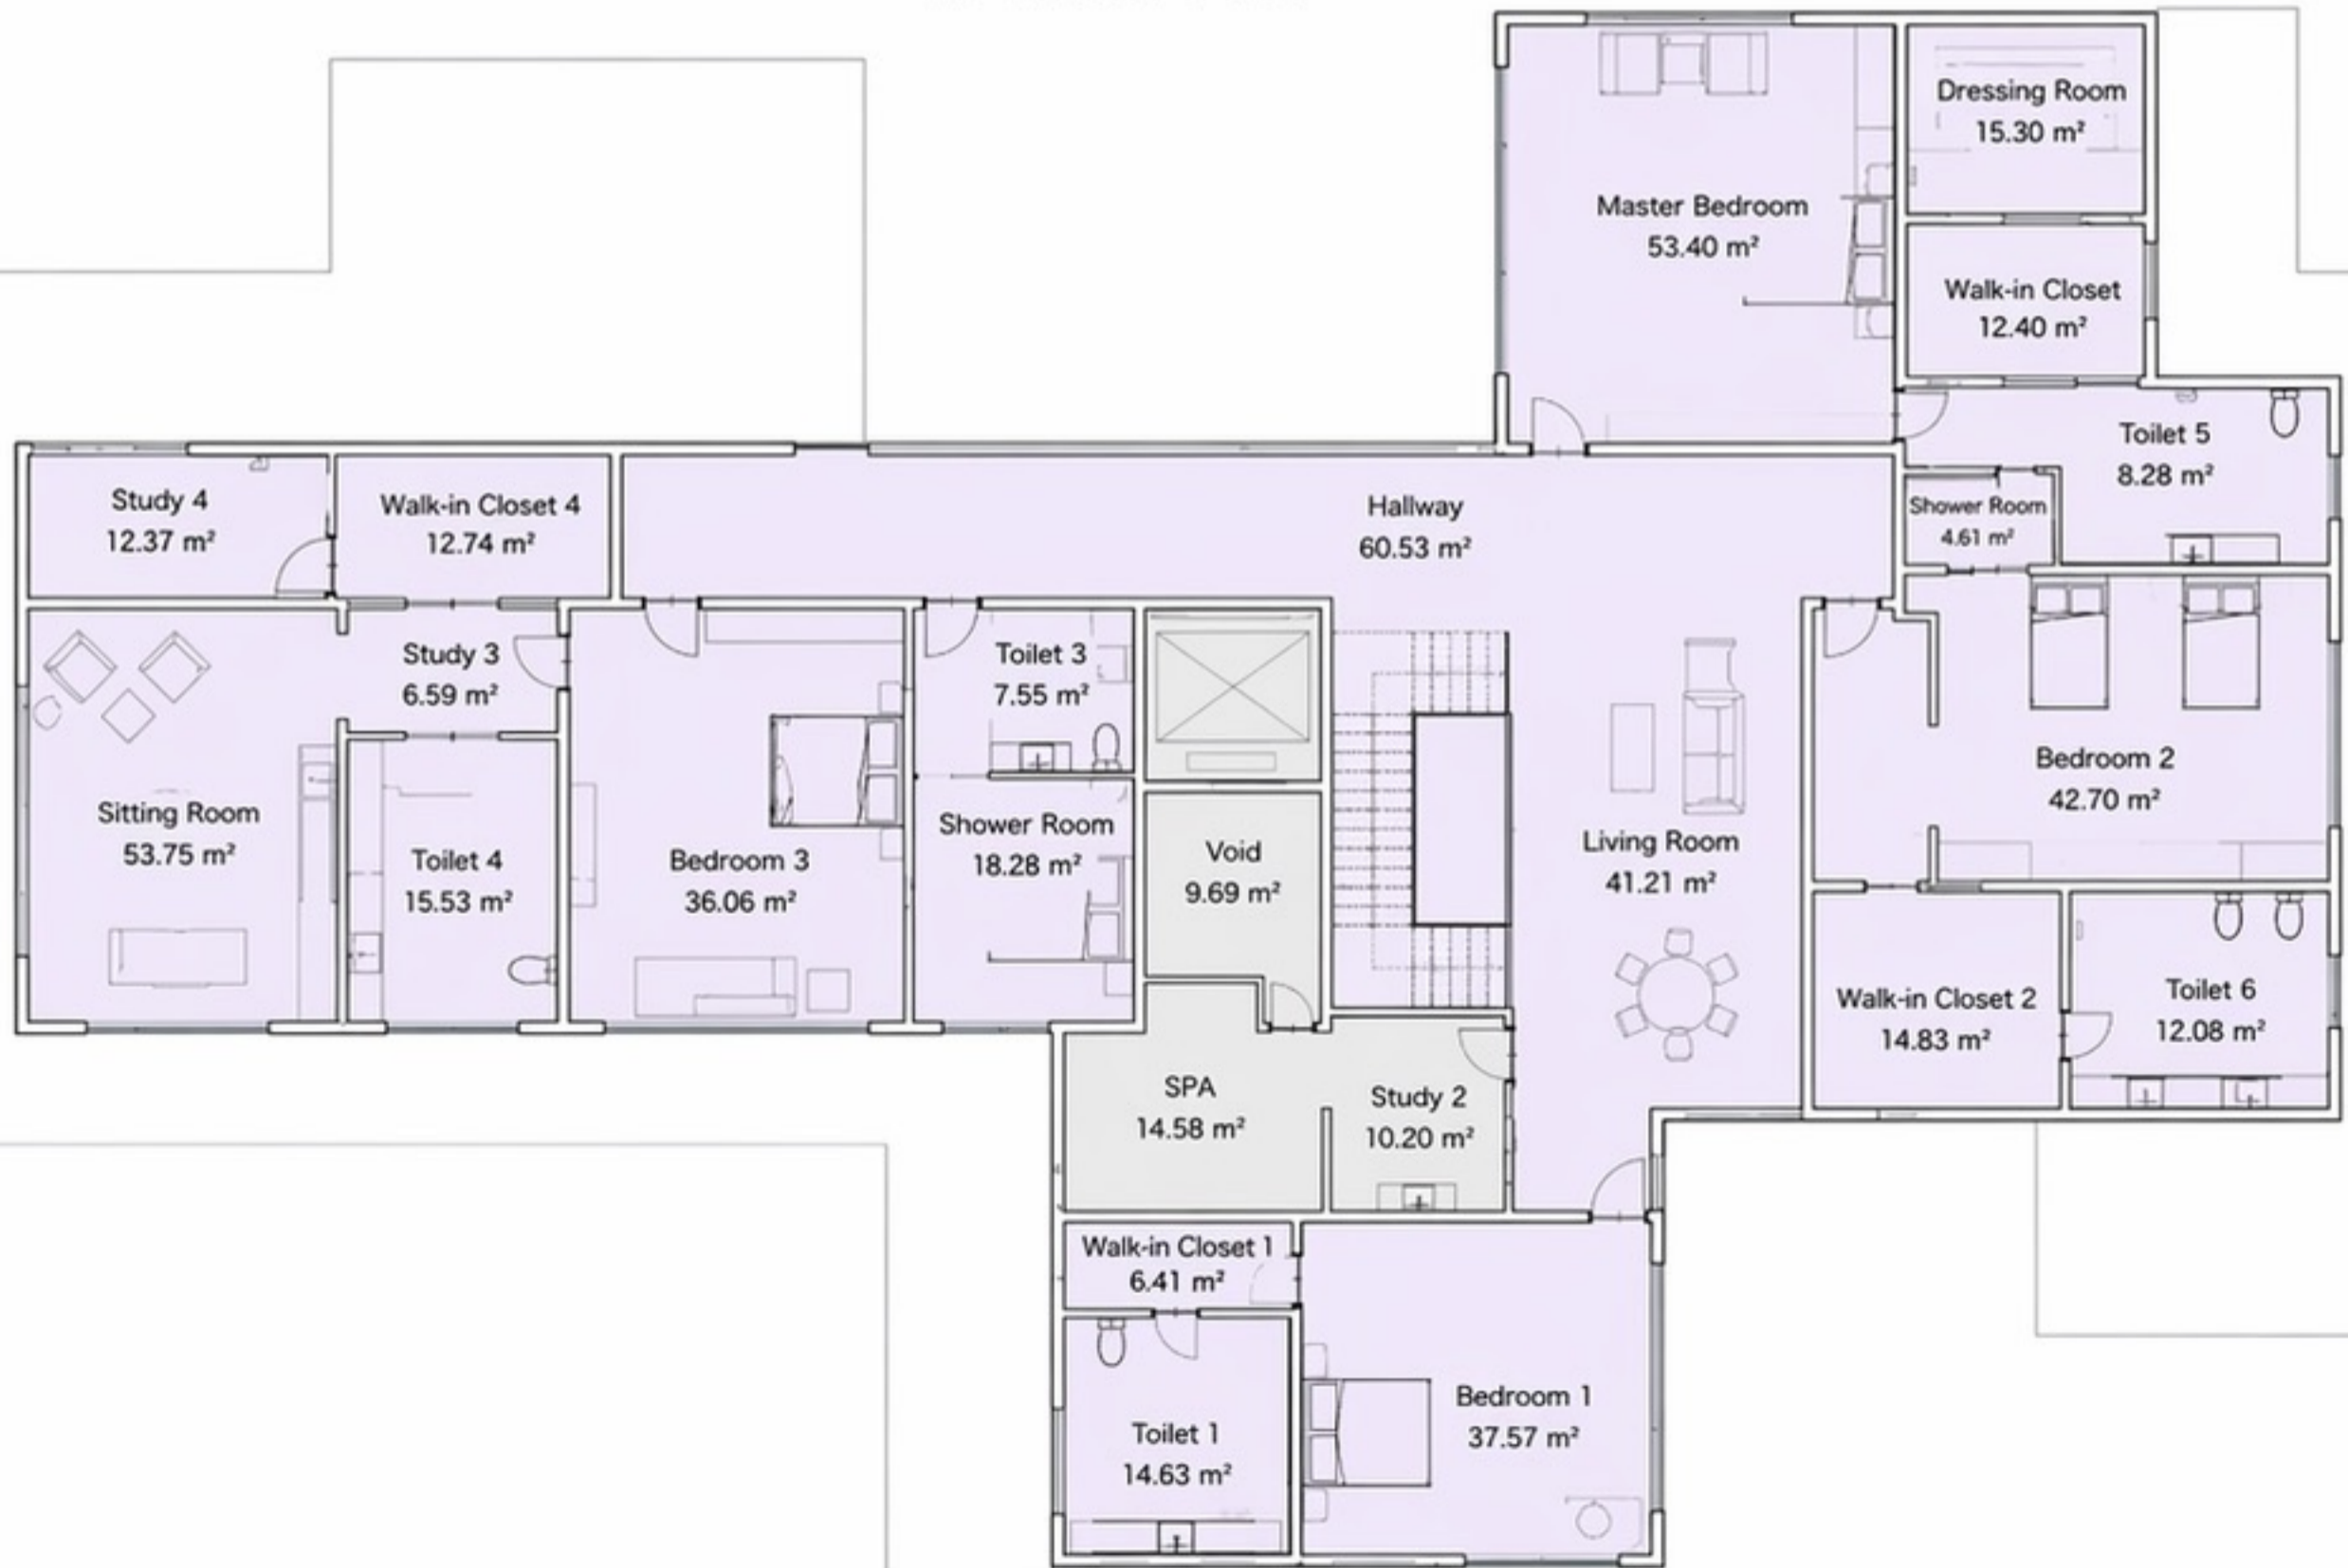 Dressing Room
15.30 m²
Master Bedroom
53.40 m²
Walk-in Closet
12.40 m²
Toilet 5
8.28 m²
Study 4
12.37 m²
Walk-in Closet 4
12.74 m²
Hallway
60.53 m²
Shower Room
4.61 m²
Study 3
6.59 m²
Toilet 3
7.55 m²
Bedroom 2
42.70 m²
Sitting Room
53.75 m²
Toilet 4
15.53 m²
Bedroom 3
36.06 m²
Shower Room
18.28 m²
Void
9.69 m²
Living Room
41.21 m²
Walk-in Closet 2
14.83 m²
Toilet 6
12.08 m²
SPA
14.58 m²
Study 2
10.20 m²
Walk-in Closet 1
6.41 m²
Toilet 1
14.63 m²
Bedroom 1
37.57 m²